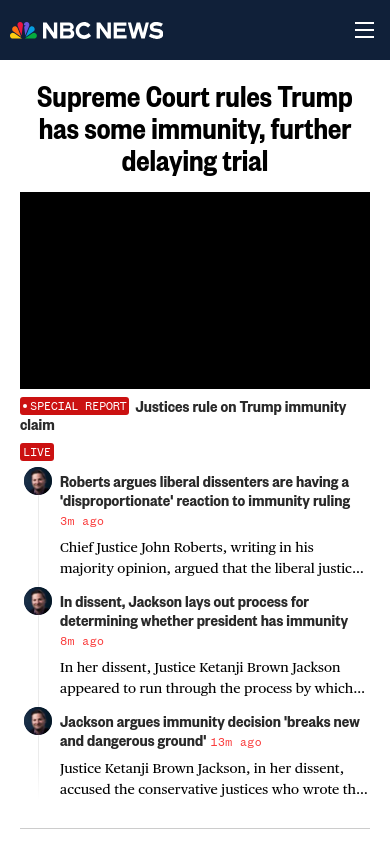 NBC NEWS
Supreme Court rules Trump
has some immunity, further
delaying trial
SPECIAL REPORT Justices rule on Trump immunity
claim
LIVE
Roberts argues liberal dissenters are having a
'disproportionate' reaction to immunity ruling
3m ago
Chief Justice John Roberts, writing in his
majority opinion, argued that the liberal justic...
In dissent, Jackson lays out process for
determining whether president has immunity
8m ago
In her dissent, Justice Ketanji Brown Jackson
appeared to run through the process by which...
Jackson argues immunity decision 'breaks new
and dangerous ground' 13m ago
Justice Ketanji Brown Jackson, in her dissent,
accused the conservative justices who wrote th...